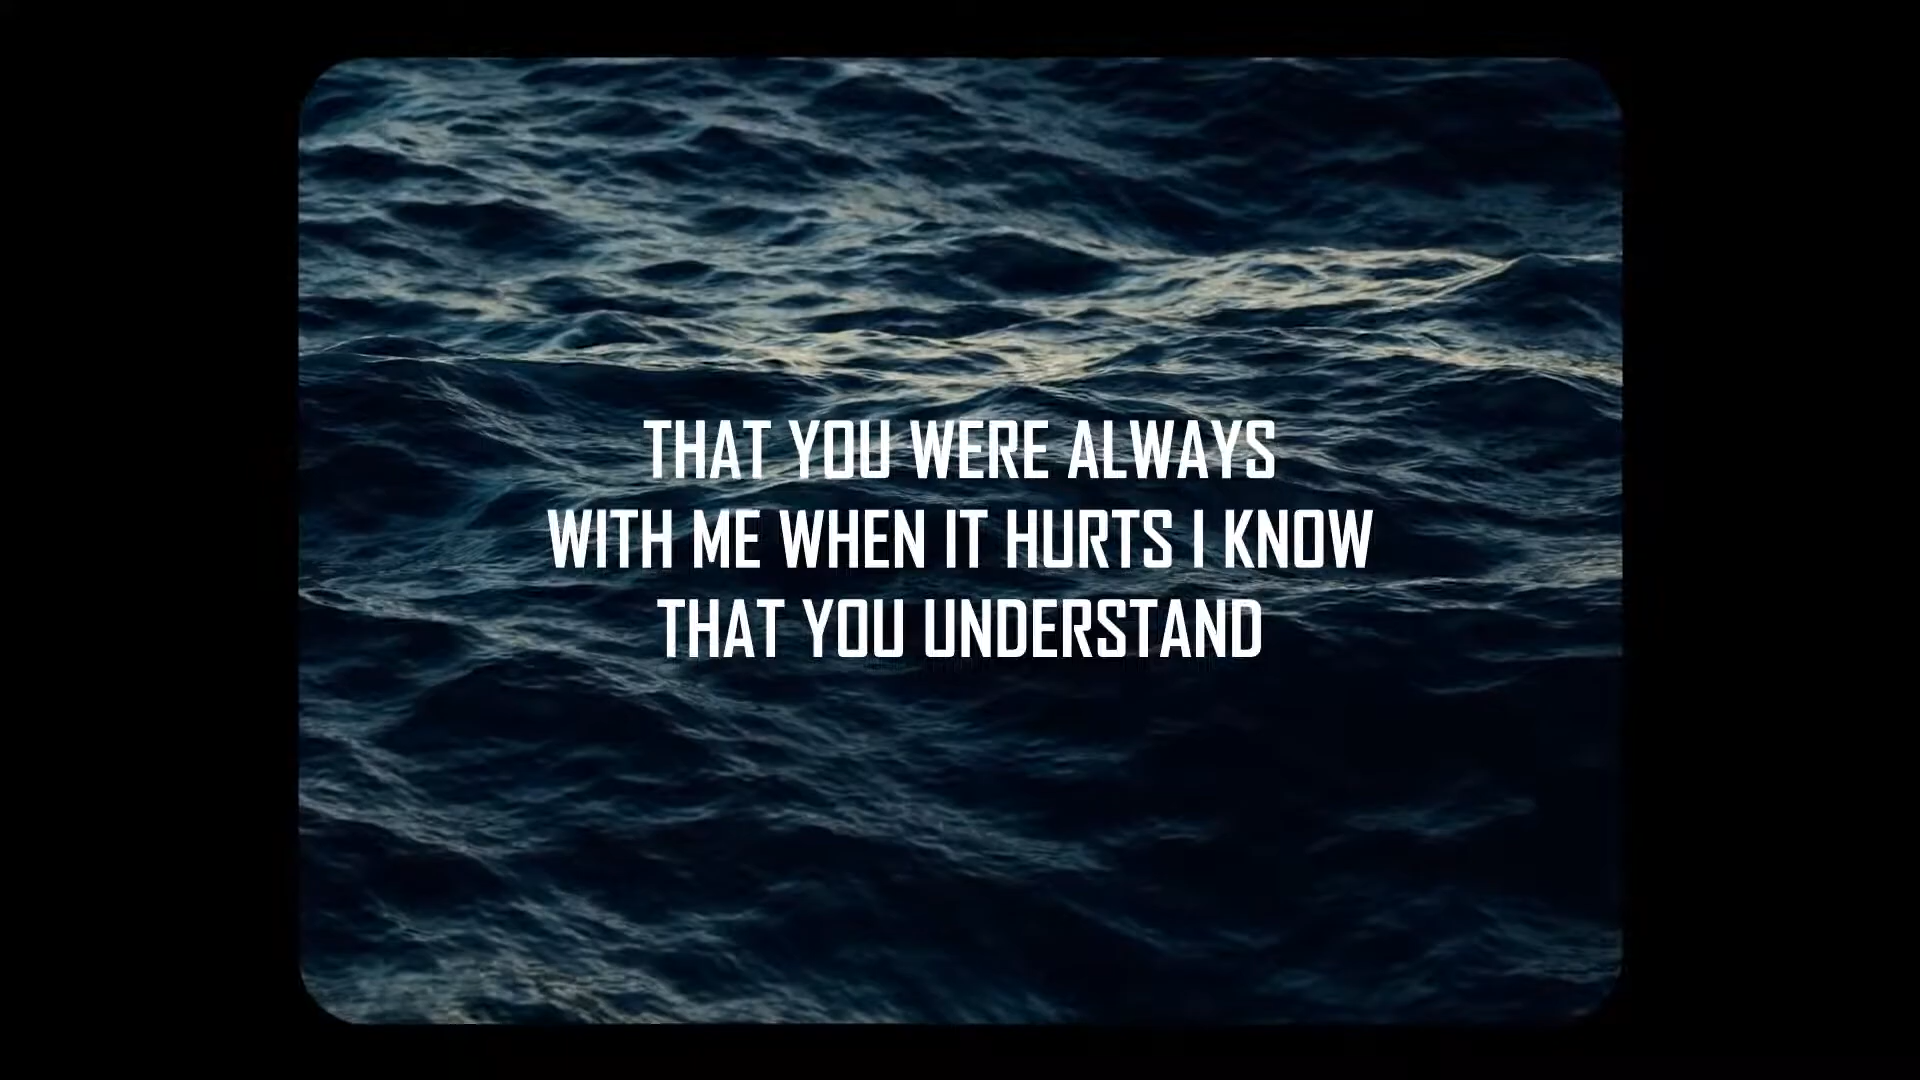 THAT YOU WERE ALWAYS
WITH ME WHEN IT HURTS I KNOW
THAT YOU UNDERSTAND